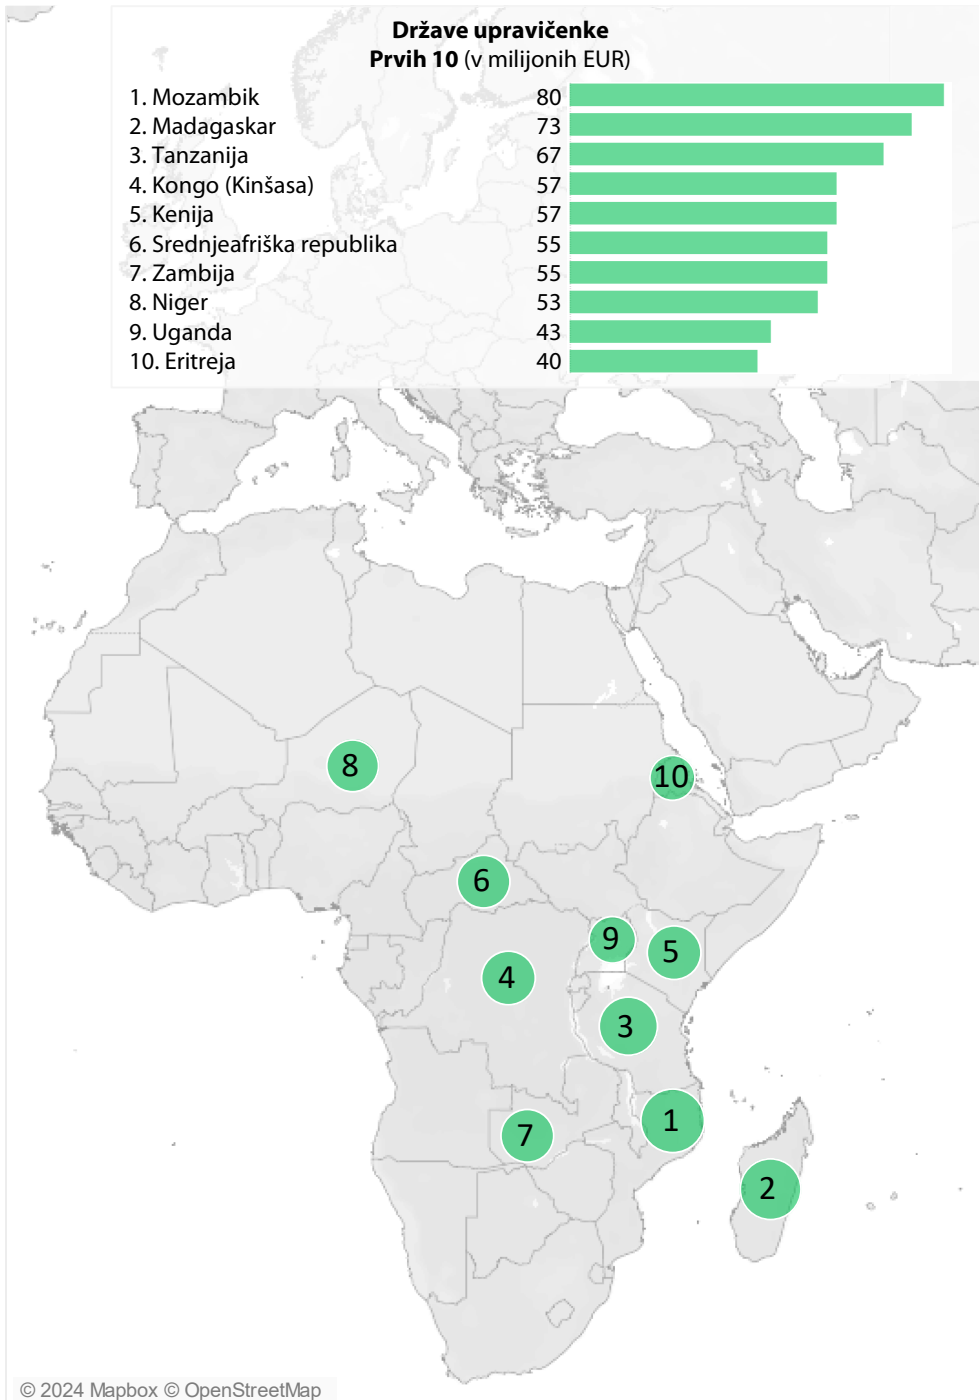 Države upravičenke
Prvih 10 (v milijonih EUR)
1. Mozambik 80
2. Madagaskar 73
3. Tanzanija 67
4. Kongo (Kinšasa) 57
5. Kenija 57
6. Srednjeafriška republika 55
7. Zambija 55
8. Niger 53
9. Uganda 43
10. Eritreja 40
8
10
6
9
5
4
3
1
7
2
© 2024 Mapbox © OpenStreetMap